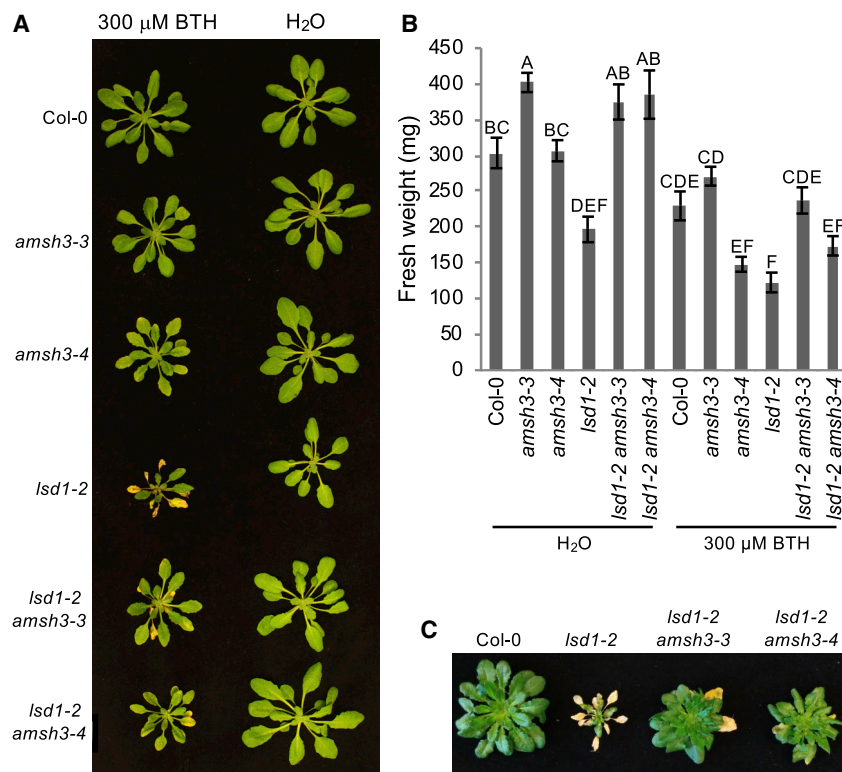 A
300 µM BTH H₂O
Col-0
amsh3-3
amsh3-4
lsd1-2
lsd1-2
amsh3-3
lsd1-2
amsh3-4
B
Fresh weight (mg)
450
400
350
300
250
200
150
100
50
0
BC A BC DEF AB AB CDE CD EF F CDE EF
Col-0 amsh3-3 amsh3-4 lsd1-2 lsd1-2 amsh3-3 lsd1-2 amsh3-4 Col-0 amsh3-3 amsh3-4 lsd1-2 lsd1-2 amsh3-3 lsd1-2 amsh3-4
H₂O 300 µM BTH
C
Col-0 lsd1-2 lsd1-2 lsd1-2
amsh3-3 amsh3-4